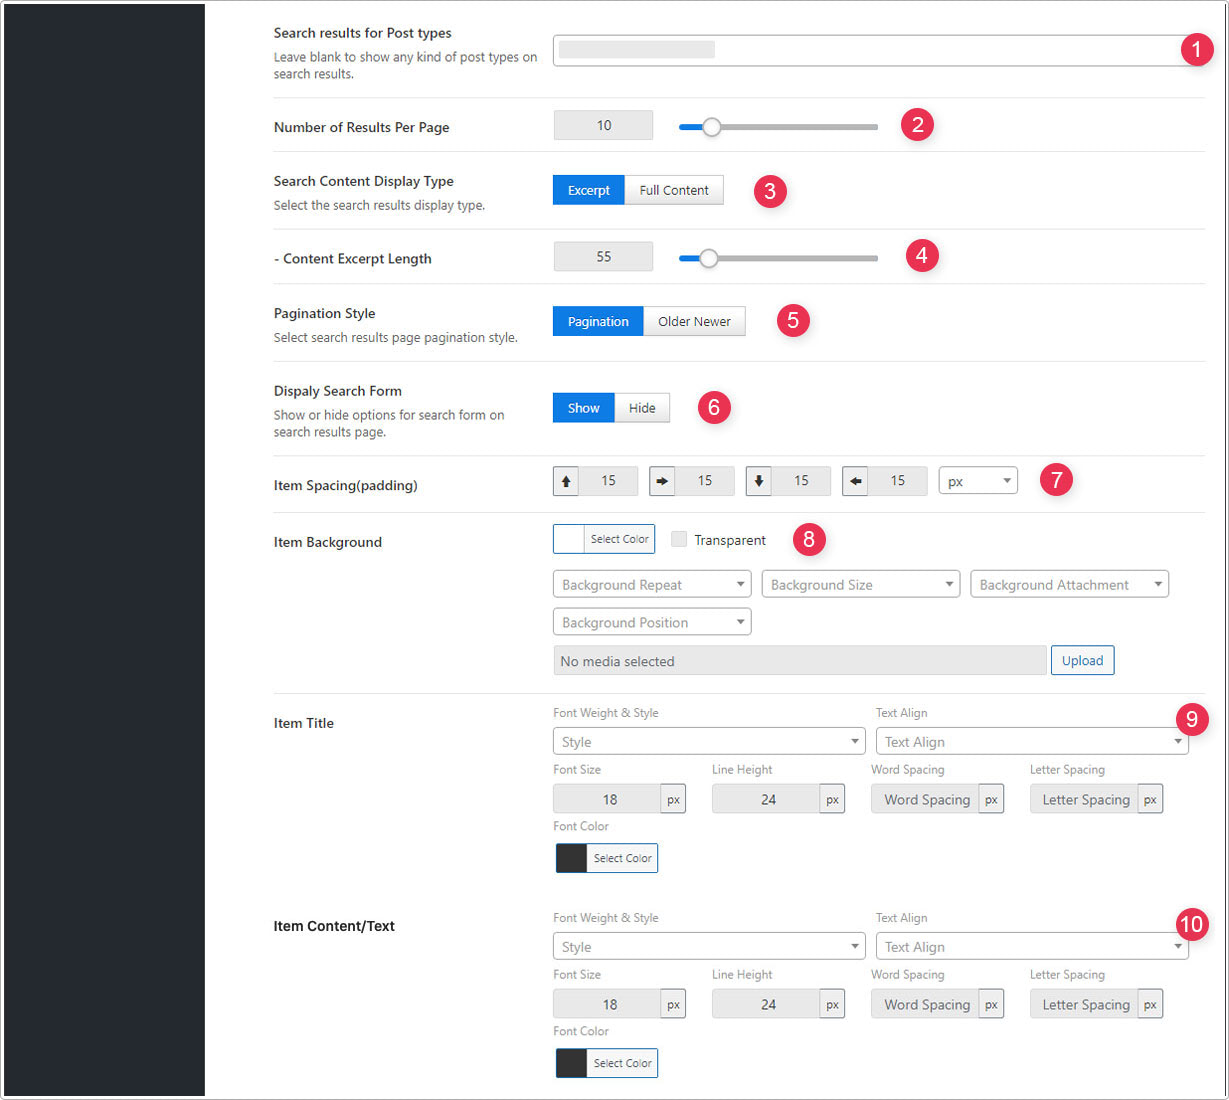 Search results for Post types
Leave blank to show any kind of post types on
search results.
1
Number of Results Per Page
10
2
Search Content Display Type
Select the search results display type.
Excerpt
Full Content
3
- Content Excerpt Length
55
4
Pagination Style
Select search results page pagination style.
Pagination
Older Newer
5
Dispaly Search Form
Show or hide options for search form on
search results page.
Show
Hide
6
Item Spacing(padding)
15
15
15
15
px
7
Item Background
Select Color
Transparent
8
Background Repeat
Background Size
Background Attachment
Background Position
No media selected
Upload
Item Title
Font Weight & Style
Text Align
9
Style
Text Align
Font Size
Line Height
Word Spacing
Letter Spacing
18 px
24 px
Word Spacing px
Letter Spacing px
Font Color
Select Color
Item Content/Text
Font Weight & Style
Text Align
10
Style
Text Align
Font Size
Line Height
Word Spacing
Letter Spacing
18 px
24 px
Word Spacing px
Letter Spacing px
Font Color
Select Color